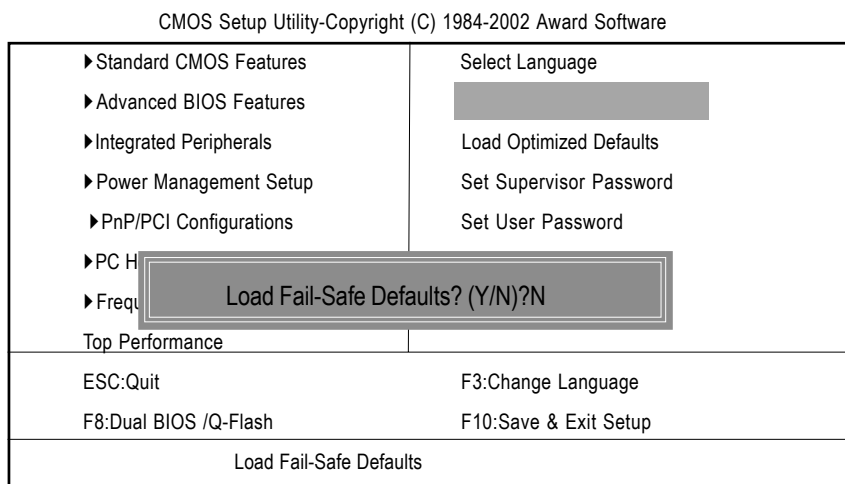 CMOS Setup Utility-Copyright (C) 1984-2002 Award Software
▶Standard CMOS Features
▶Advanced BIOS Features
▶Integrated Peripherals
▶Power Management Setup
▶PnP/PCI Configurations
▶PC H
▶Frequ
Top Performance
Select Language
Load Optimized Defaults
Set Supervisor Password
Set User Password
Load Fail-Safe Defaults? (Y/N)?N
ESC:Quit
F3:Change Language
F8:Dual BIOS /Q-Flash
F10:Save & Exit Setup
Load Fail-Safe Defaults